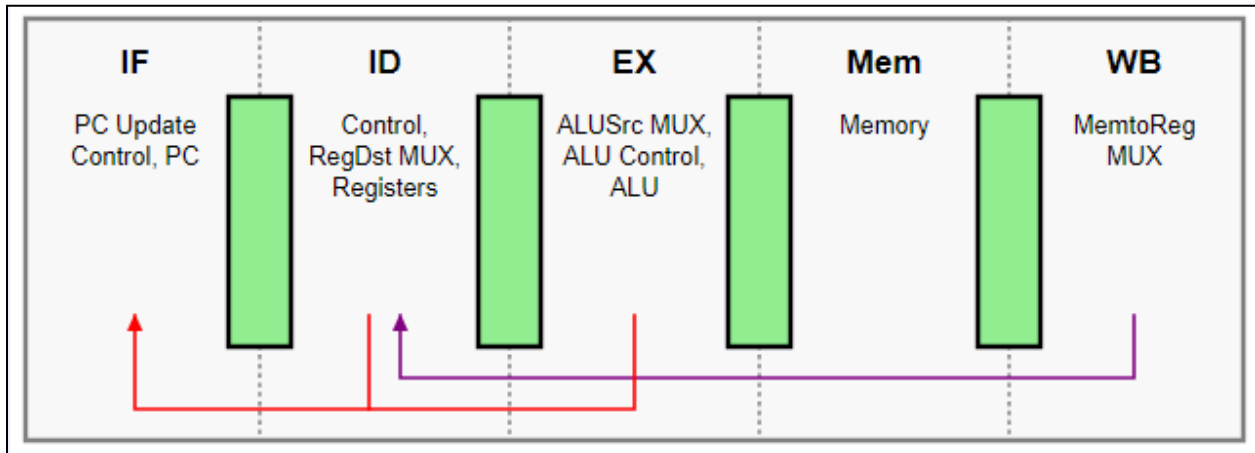 IF
ID
EX
Mem
WB
PC Update
Control, PC
Control,
RegDst MUX,
Registers
ALUSrc MUX,
ALU Control,
ALU
Memory
MemtoReg
MUX